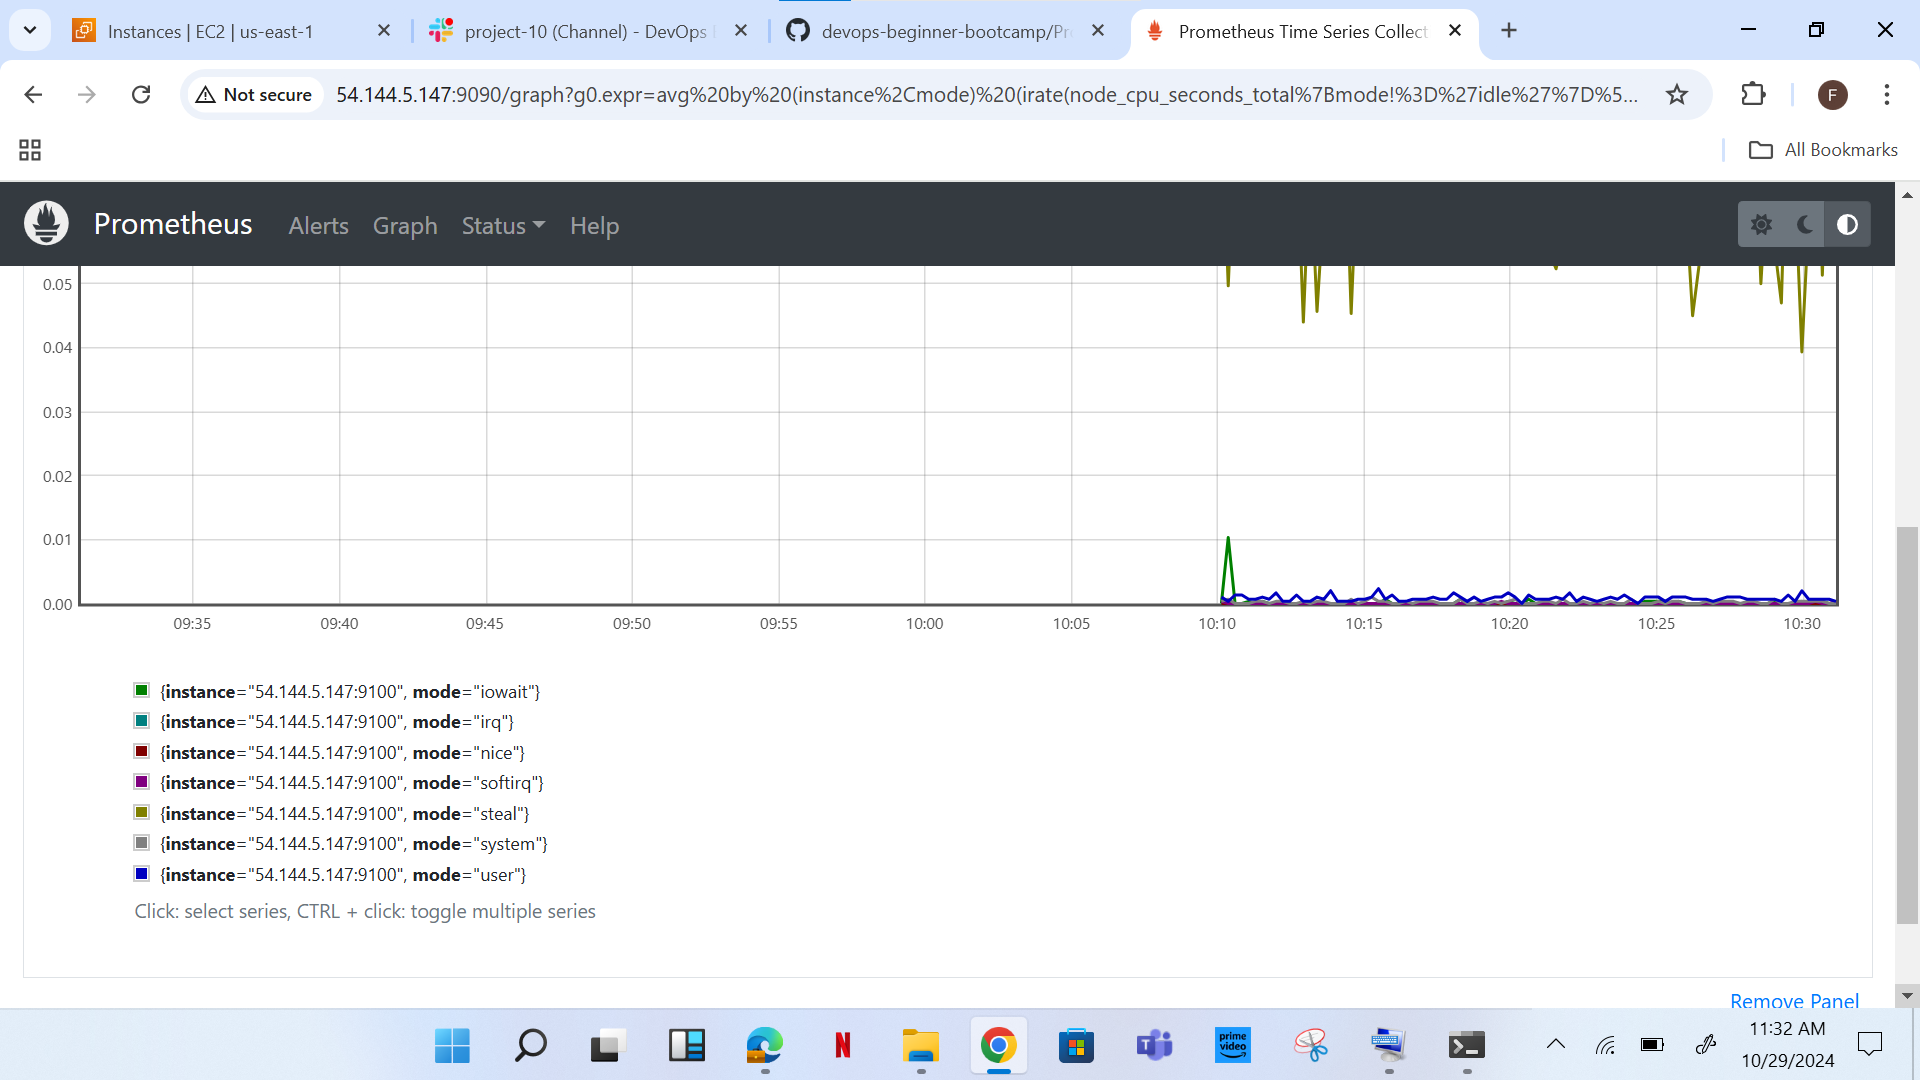 Instances | EC2 | us-east-1
project-10 (Channel) - DevOps
devops-beginner-bootcamp/Pr
Prometheus Time Series Collect
Not secure
54.144.5.147:9090/graph?g0.expr=avg%20by%20(instance%2Cmode)%20(irate(node_cpu_seconds_total%7Bmode!%3D%27idle%27%7D%5...
F
All Bookmarks
Prometheus
Alerts
Graph
Status
Help
0.05
0.04
0.03
0.02
0.01
0.00
09:35
09:40
09:45
09:50
09:55
10:00
10:05
10:10
10:15
10:20
10:25
10:30
{instance="54.144.5.147:9100", mode="iowait"}
{instance="54.144.5.147:9100", mode="irq"}
{instance="54.144.5.147:9100", mode="nice"}
{instance="54.144.5.147:9100", mode="softirq"}
{instance="54.144.5.147:9100", mode="steal"}
{instance="54.144.5.147:9100", mode="system"}
{instance="54.144.5.147:9100", mode="user"}
Click: select series, CTRL + click: toggle multiple series
Remove Panel
N
prime video
11:32 AM
10/29/2024